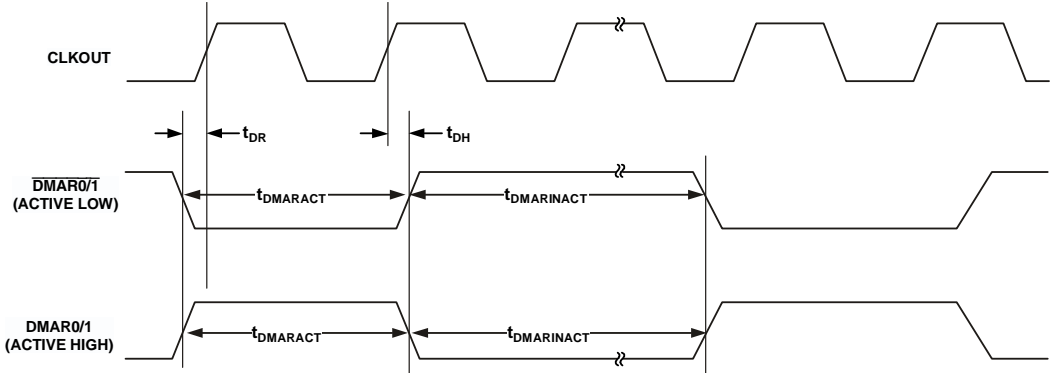 CLKOUT
tDR
tDH
DMAR0/1
(ACTIVE LOW)
tDMARACT
tDMARINACT
DMAR0/1
(ACTIVE HIGH)
tDMARACT
tDMARINACT